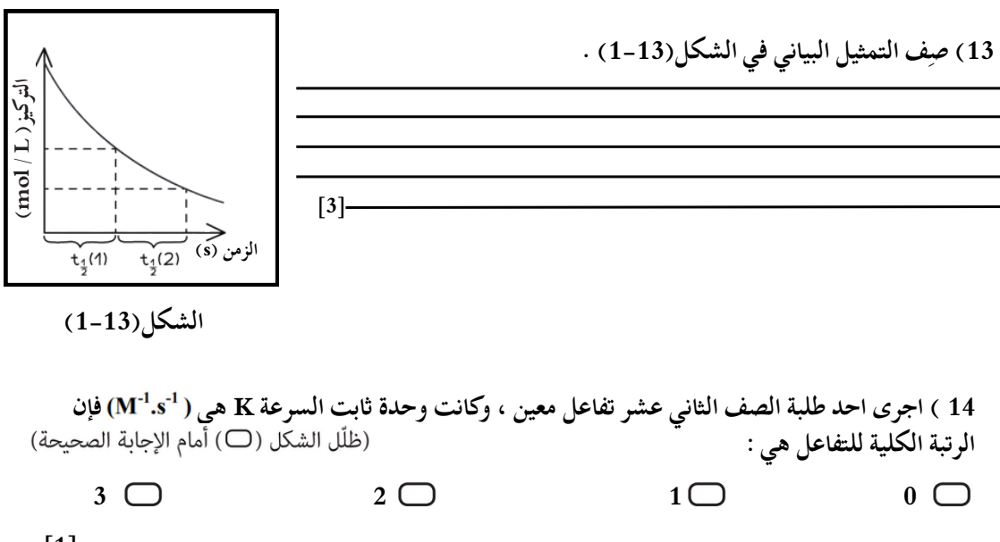 13) صِف التمثيل البياني في الشكل(13-1) .
[3]
التركيز( mol / L)
الزمن (s)
t½(1) t½(2)
الشكل(13-1)
14 ) اجرى احد طلبة الصف الثاني عشر تفاعل معين ، وكانت وحدة ثابت السرعة K هي ( M⁻¹.s⁻¹) فإن
الرتبة الكلية للتفاعل هي : (ظلّل الشكل (▢) أمام الإجابة الصحيحة)
0 1 2 3
[1]